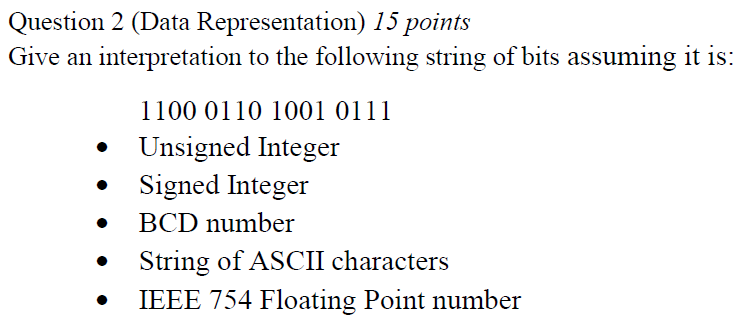 Question 2 (Data Representation) 15 points
Give an interpretation to the following string of bits assuming it is:
1100 0110 1001 0111
• Unsigned Integer
• Signed Integer
• BCD number
• String of ASCII characters
• IEEE 754 Floating Point number